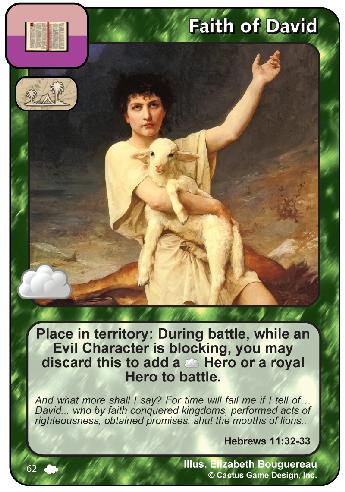 Faith of David
Place in territory: During battle, while an
Evil Character is blocking, you may
discard this to add a Hero or a royal
Hero to battle.
And what more shall I say? For time will fail me if I tell of…
David... who by faith conquered kingdoms, performed acts of
righteousness, obtained promises, shut the mouths of lions..
Hebrews 11:32-33
62
Illus. Elizabeth Bouguereau
© Cactus Game Design, Inc.